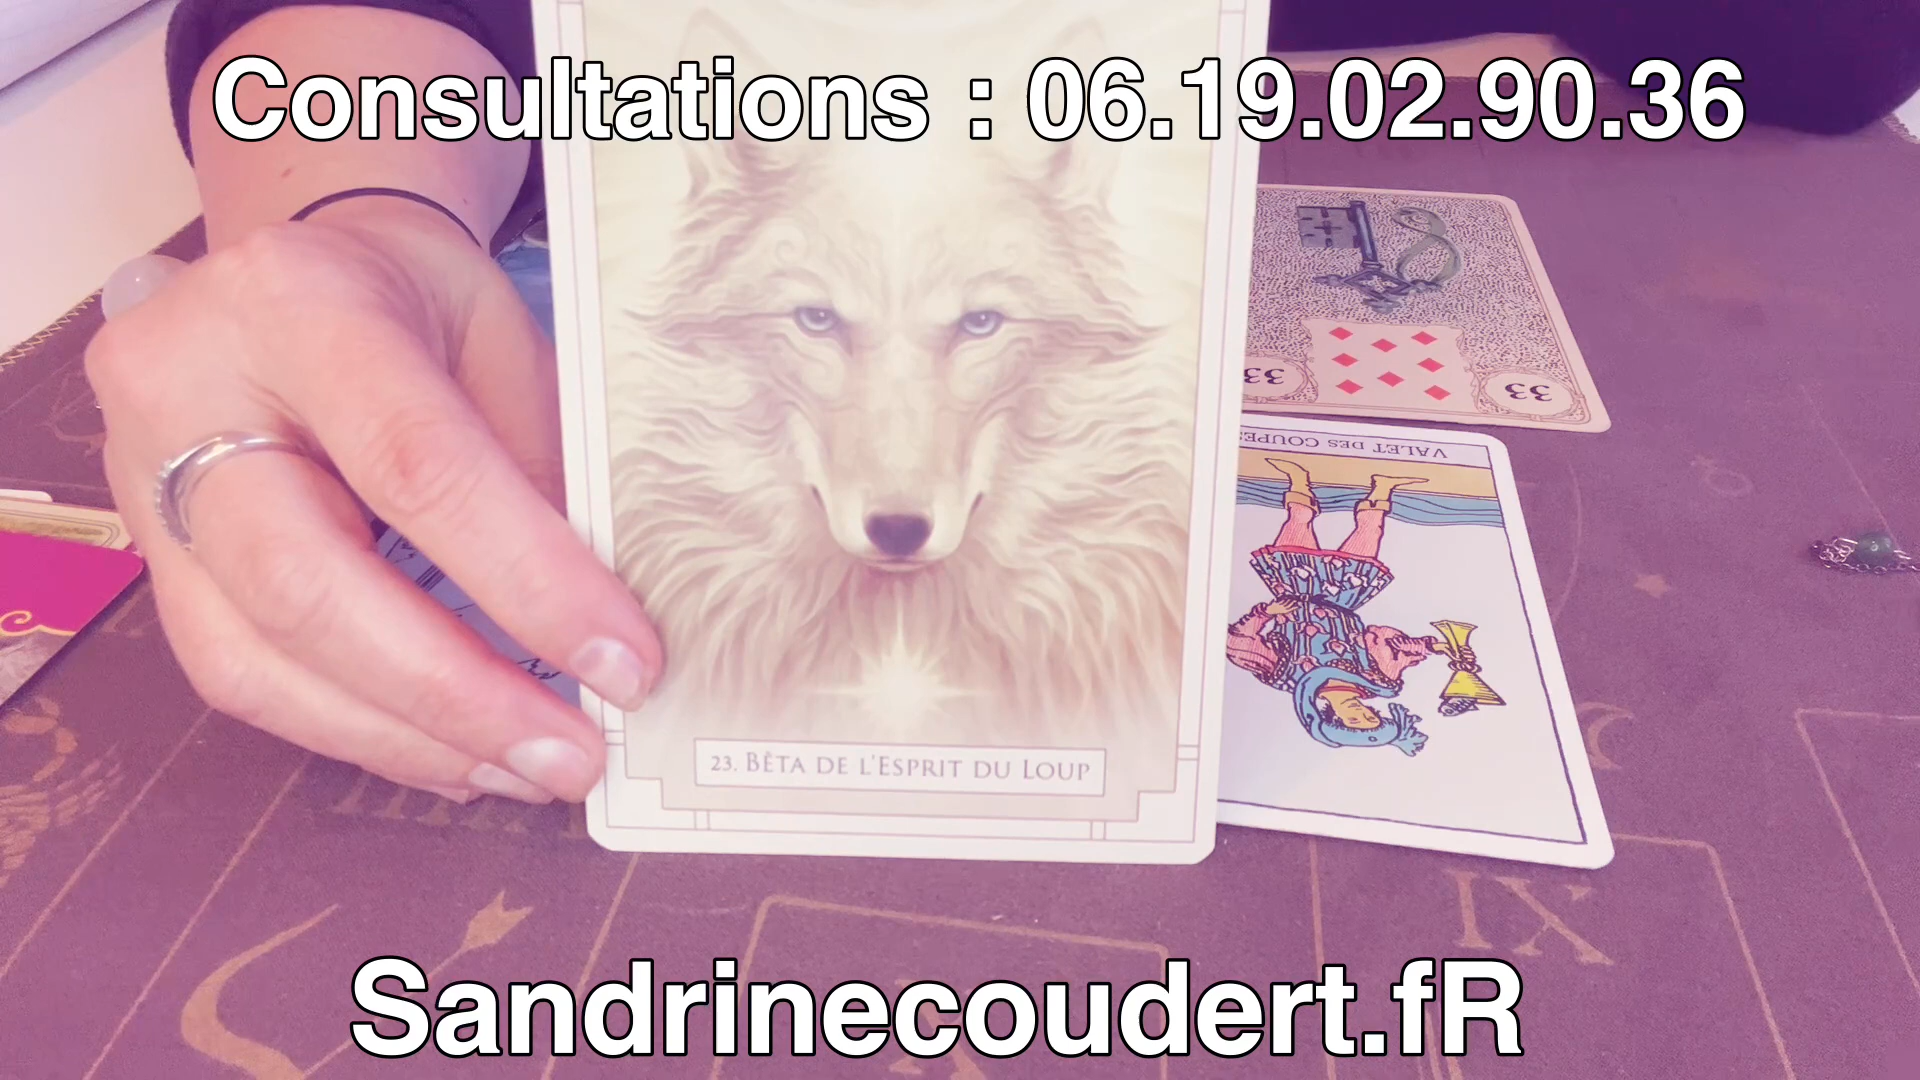 Consultations : 06.19.02.90.36
33
33
VALET DES COUPES
23. BÊTA DE L'ESPRIT DU LOUP
IX
Sandrinecoudert.fR